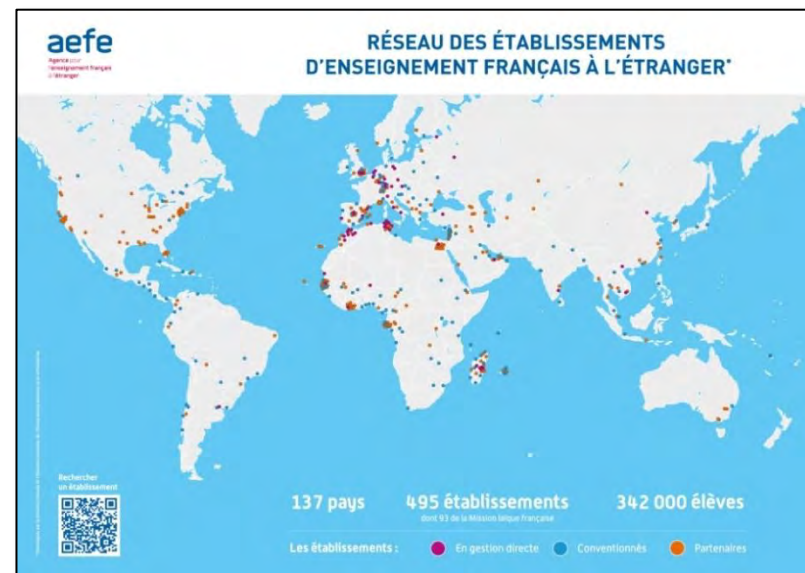 aefe
Agence pour
l'enseignement français
à l'étranger
RÉSEAU DES ÉTABLISSEMENTS
D'ENSEIGNEMENT FRANÇAIS À L'ÉTRANGER*
Rechercher
un établissement
137 pays
495 établissements
dont 93 de la Mission laïque française
342 000 élèves
Les établissements :
En gestion directe
Conventionnés
Partenaires